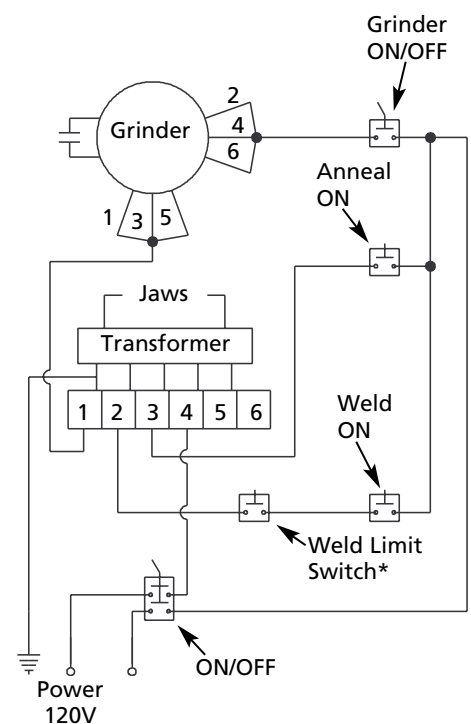 Grinder
ON/OFF
2
4
6
Grinder
Anneal
ON
1 3 5
Jaws
Transformer
1 2 3 4 5 6
Weld
ON
Weld Limit
Switch*
ON/OFF
Power
120V